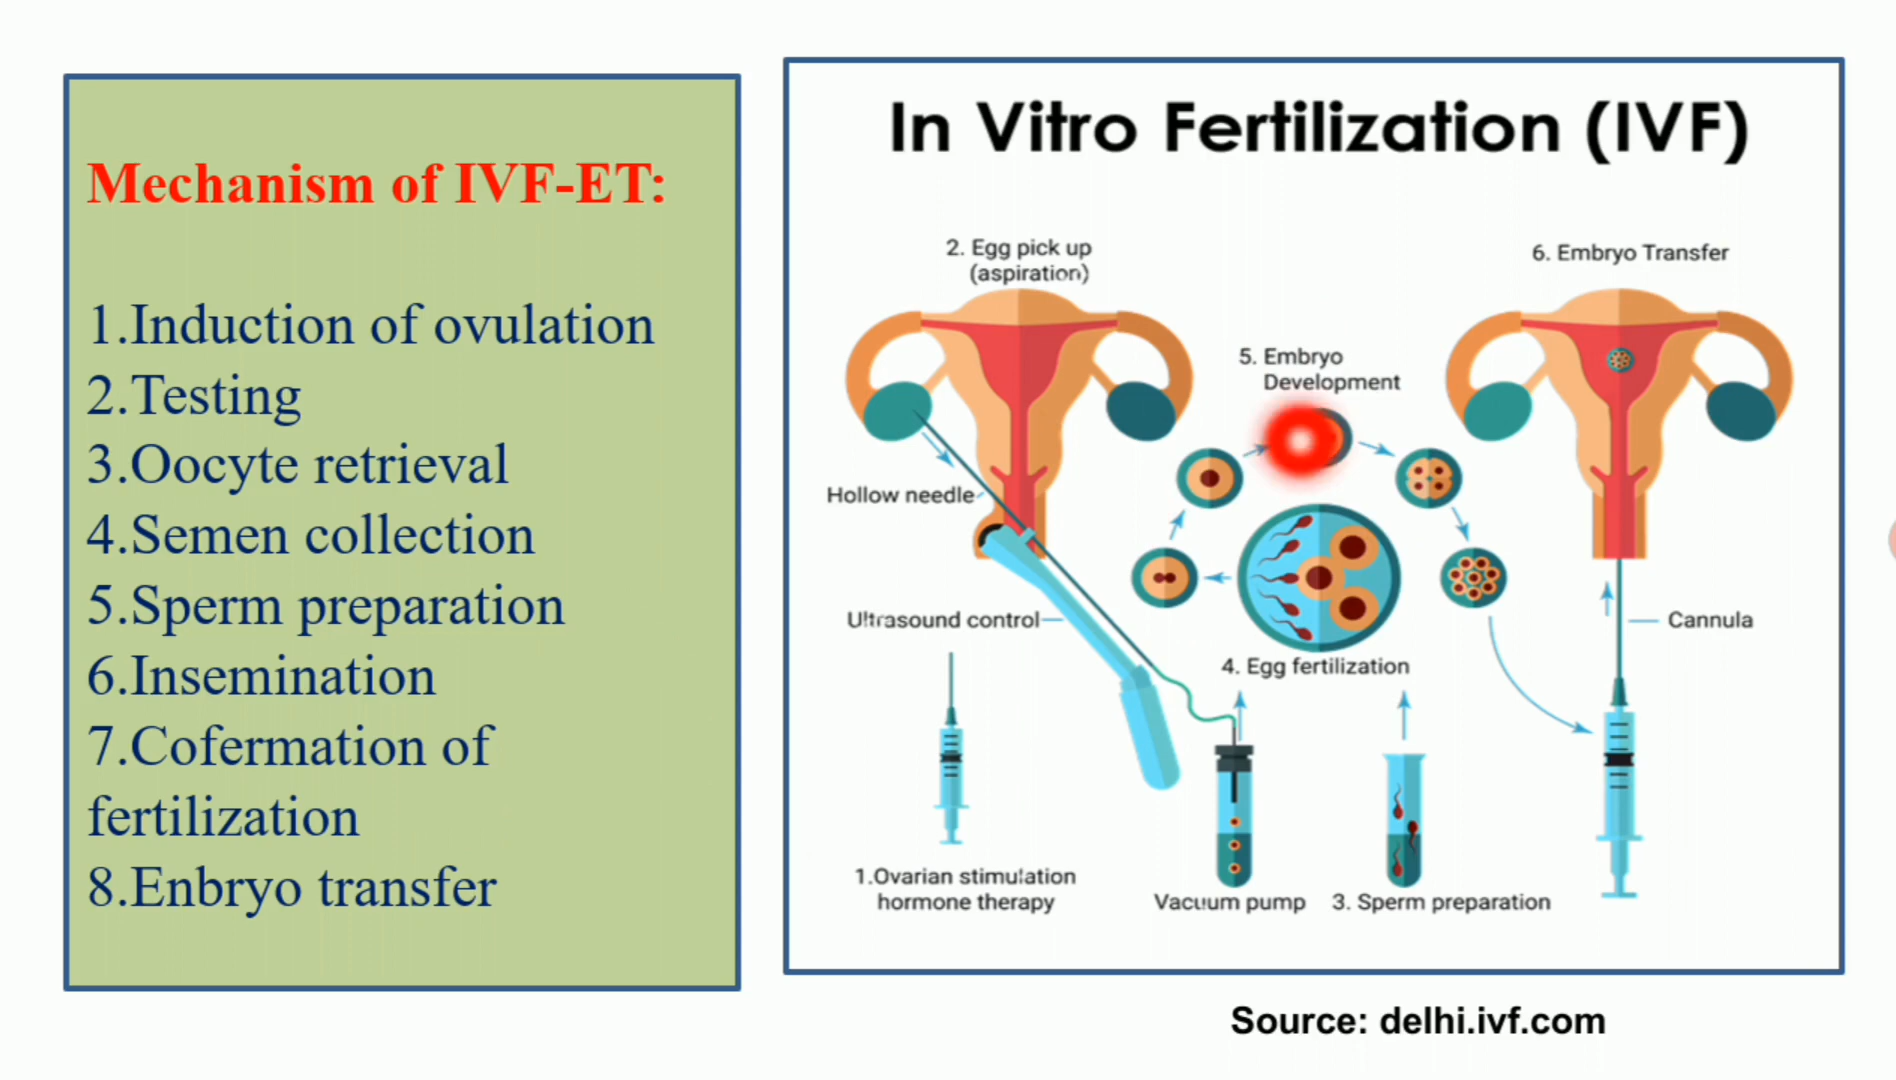 Mechanism of IVF-ET:
1.Induction of ovulation
2.Testing
3.Oocyte retrieval
4.Semen collection
5.Sperm preparation
6.Insemination
7.Cofermation of
fertilization
8.Enbryo transfer
In Vitro Fertilization (IVF)
2. Egg pick up
(aspiration)
6. Embryo Transfer
5. Embryo
Development
Hollow needle
Ultrasound control
Cannula
4. Egg fertilization
1.Ovarian stimulation
hormone therapy
Vacuum pump
3. Sperm preparation
Source: delhi.ivf.com